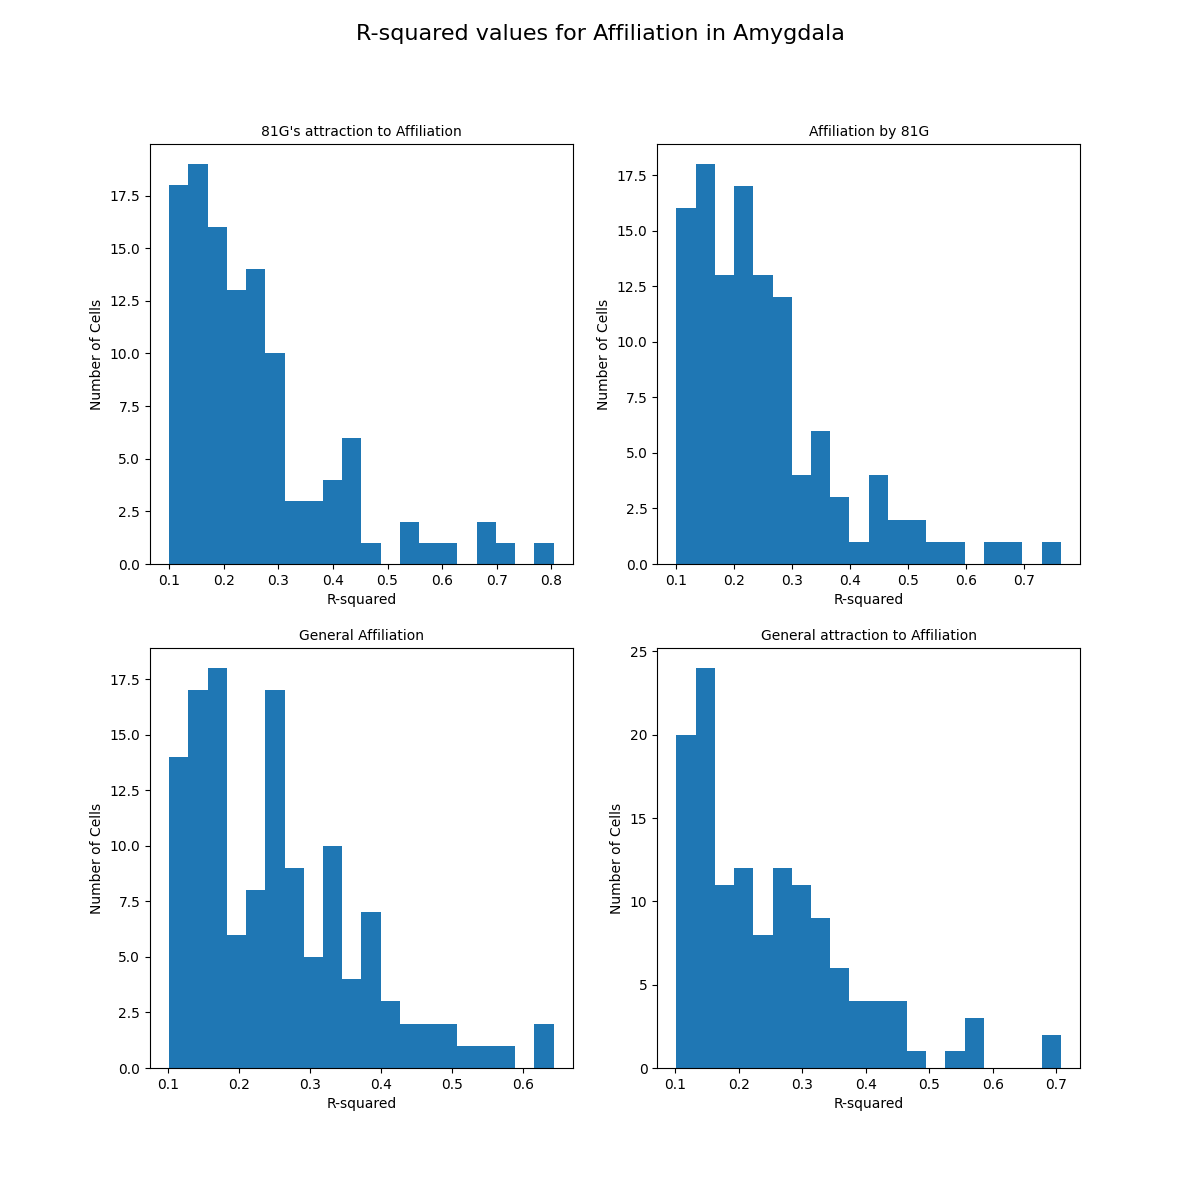 R-squared values for Affiliation in Amygdala
81G's attraction to Affiliation
Number of Cells
17.5
15.0
12.5
10.0
7.5
5.0
2.5
0.0
0.1 0.2 0.3 0.4 0.5 0.6 0.7 0.8
R-squared
Affiliation by 81G
Number of Cells
17.5
15.0
12.5
10.0
7.5
5.0
2.5
0.0
0.1 0.2 0.3 0.4 0.5 0.6 0.7
R-squared
General Affiliation
Number of Cells
17.5
15.0
12.5
10.0
7.5
5.0
2.5
0.0
0.1 0.2 0.3 0.4 0.5 0.6
R-squared
General attraction to Affiliation
Number of Cells
25
20
15
10
5
0
0.1 0.2 0.3 0.4 0.5 0.6 0.7
R-squared